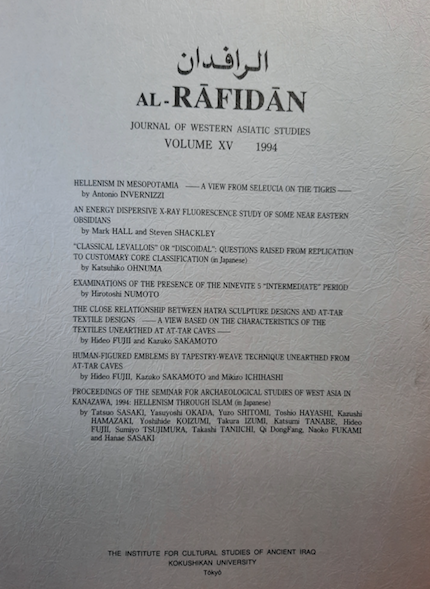 الرافدان
AL-RĀFIDĀN
JOURNAL OF WESTERN ASIATIC STUDIES
VOLUME XV 1994
HELLENISM IN MESOPOTAMIA —— A VIEW FROM SELEUCIA ON THE TIGRIS ——
by Antonio INVERNIZZI
AN ENERGY DISPERSIVE X-RAY FLUORESCENCE STUDY OF SOME NEAR EASTERN
OBSIDIANS
by Mark HALL and Steven SHACKLEY
"CLASSICAL LEVALLOIS" OR "DISCOIDAL": QUESTIONS RAISED FROM REPLICATION
TO CUSTOMARY CORE CLASSIFICATION (in Japanese)
by Katsuhiko OHNUMA
EXAMINATIONS OF THE PRESENCE OF THE NINEVITE 5 "INTERMEDIATE" PERIOD
by Hirotoshi NUMOTO
THE CLOSE RELATIONSHIP BETWEEN HATRA SCULPTURE DESIGNS AND AT-TAR
TEXTILE DESIGNS —— A VIEW BASED ON THE CHARACTERISTICS OF THE
TEXTILES UNEARTHED AT AT-TAR CAVES ——
by Hideo FUJII and Kazuko SAKAMOTO
HUMAN-FIGURED EMBLEMS BY TAPESTRY-WEAVE TECHNIQUE UNEARTHED FROM
AT-TAR CAVES
by Hideo FUJII, Kazuko SAKAMOTO and Mikizo ICHIHASHI
PROCEEDINGS OF THE SEMINAR FOR ARCHAEOLOGICAL STUDIES OF WEST ASIA IN
KANAZAWA, 1994: HELLENISM THROUGH ISLAM (in Japanese)
by Tatsuo SASAKI, Yasuyoshi OKADA, Yuzo SHITOMI, Toshio HAYASHI, Kazushi
HAMAZAKI, Yoshihide KOIZUMI, Takura IZUMI, Katsumi TANABE, Hideo
FUJII, Sumiyo TSUJIMURA, Takashi TANIICHI, Qi DongFang, Naoko FUKAMI
and Hanae SASAKI
THE INSTITUTE FOR CULTURAL STUDIES OF ANCIENT IRAQ
KOKUSHIKAN UNIVERSITY
Tōkyō